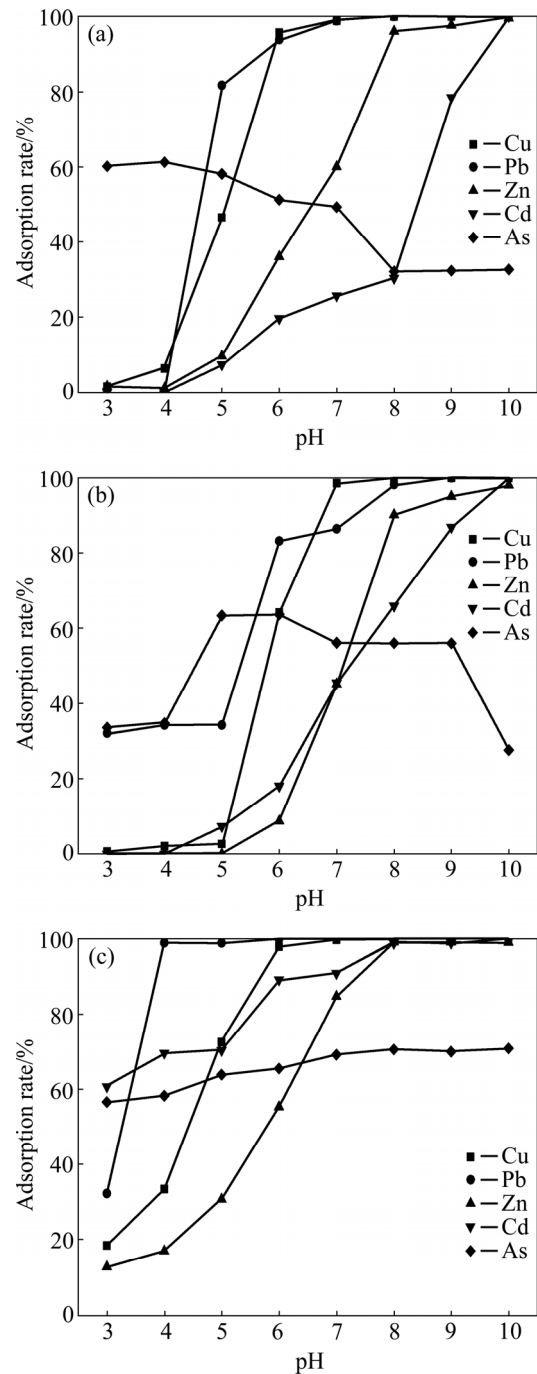 (a)
100
80
60
40
20
0
Adsorption rate/%
Cu
Pb
Zn
Cd
As
3 4 5 6 7 8 9 10
pH
(b)
100
80
60
40
20
0
Adsorption rate/%
Cu
Pb
Zn
Cd
As
3 4 5 6 7 8 9 10
pH
(c)
100
80
60
40
20
0
Adsorption rate/%
Cu
Pb
Zn
Cd
As
3 4 5 6 7 8 9 10
pH